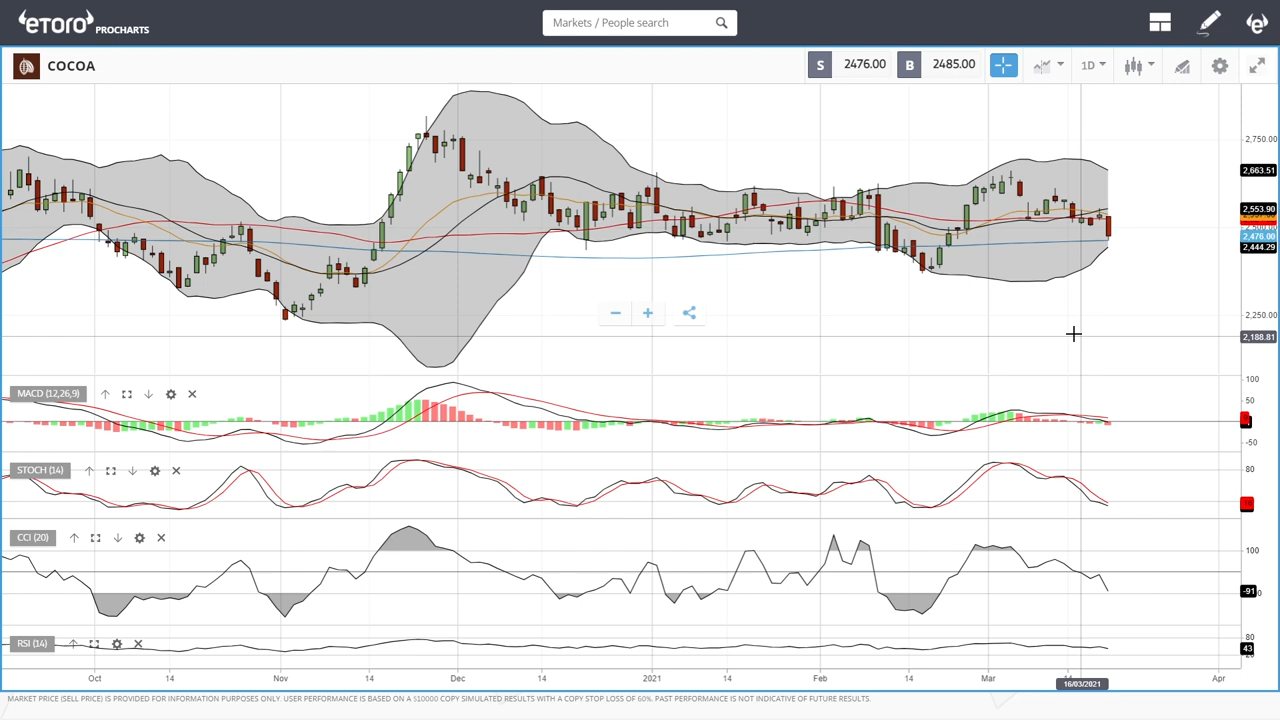 eToro PROCHARTS
Markets / People search
COCOA
S 2476.00 B 2485.00
1D
2,750.00
2,663.51
2,553.90
2,500.00
2,476.00
2,444.29
2,250.00
2,188.81
MACD (12,26,9)
100
50
-50
STOCH (14)
80
CCI (20)
100
-91
RSI (14)
80
43
Oct 14 Nov 14 Dec 14 2021 14 Feb 14 Mar 14 Apr
16/03/2021
MARKET PRICE (SELL PRICE) IS PROVIDED FOR INFORMATION PURPOSES ONLY. USER PERFORMANCE IS BASED ON A $10000 COPY SIMULATED RESULTS WITH A COPY STOP LOSS OF 60%. PAST PERFORMANCE IS NOT INDICATIVE OF FUTURE RESULTS.